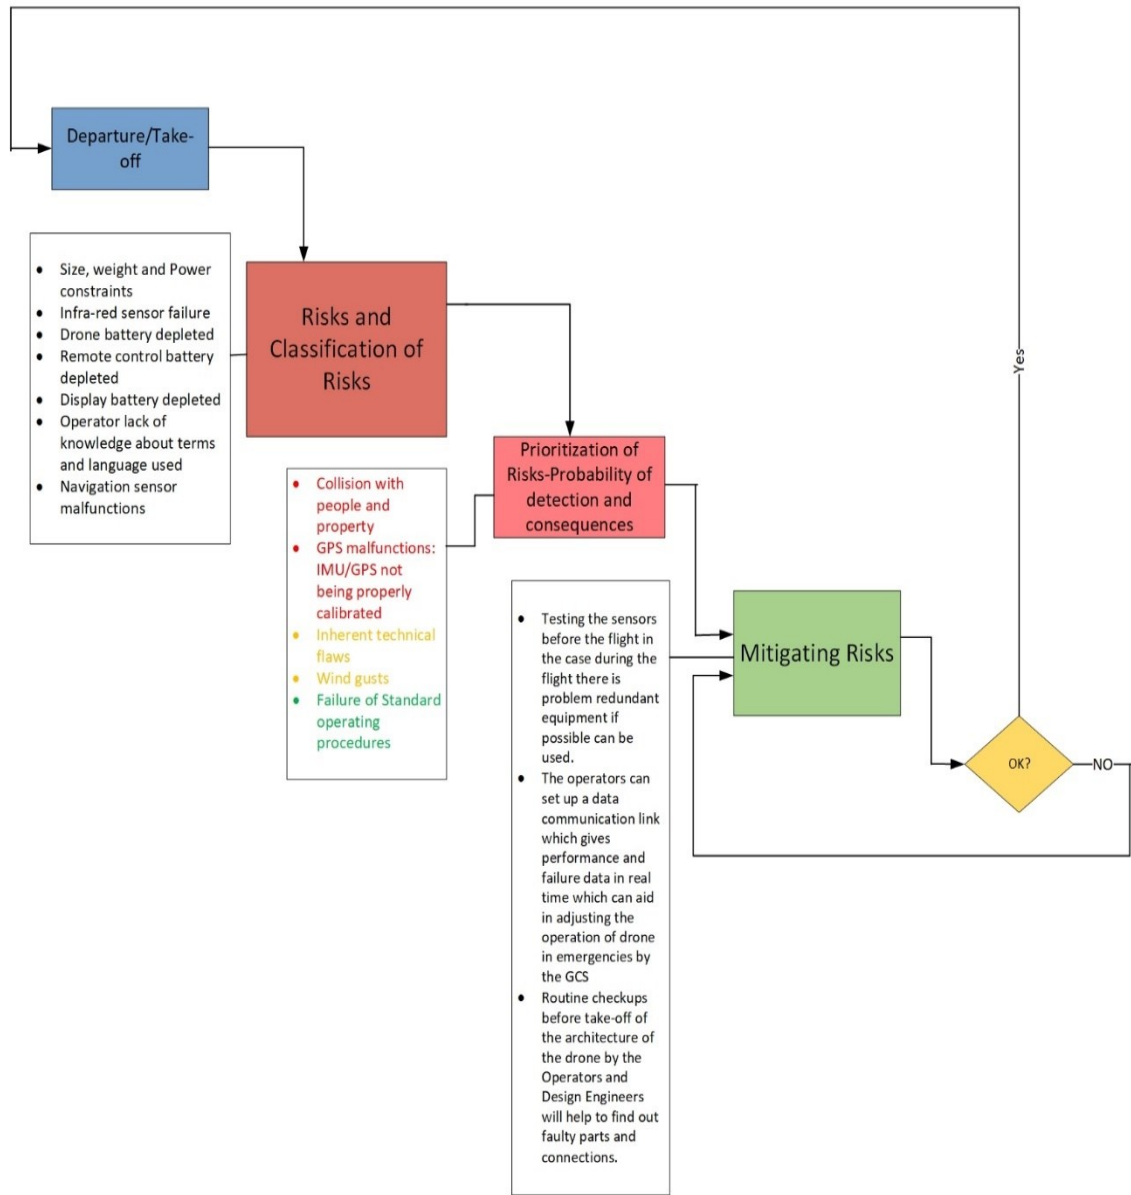 Departure/Take-
off
• Size, weight and Power
constraints
• Infra-red sensor failure
• Drone battery depleted
• Remote control battery
depleted
• Display battery depleted
• Operator lack of
knowledge about terms
and language used
• Navigation sensor
malfunctions
Risks and
Classification of
Risks
Prioritization of
Risks-Probability of
detection and
consequences
• Collision with
people and
property
• GPS malfunctions:
IMU/GPS not
being properly
calibrated
• Inherent technical
flaws
• Wind gusts
• Failure of Standard
operating
procedures
Mitigating Risks
• Testing the sensors
before the flight in
the case during the
flight there is
problem redundant
equipment if
possible can be
used.
• The operators can
set up a data
communication link
which gives
performance and
failure data in real
time which can aid
in adjusting the
operation of drone
in emergencies by
the GCS
• Routine checkups
before take-off of
the architecture of
the drone by the
Operators and
Design Engineers
will help to find out
faulty parts and
connections.
OK?
Yes
NO